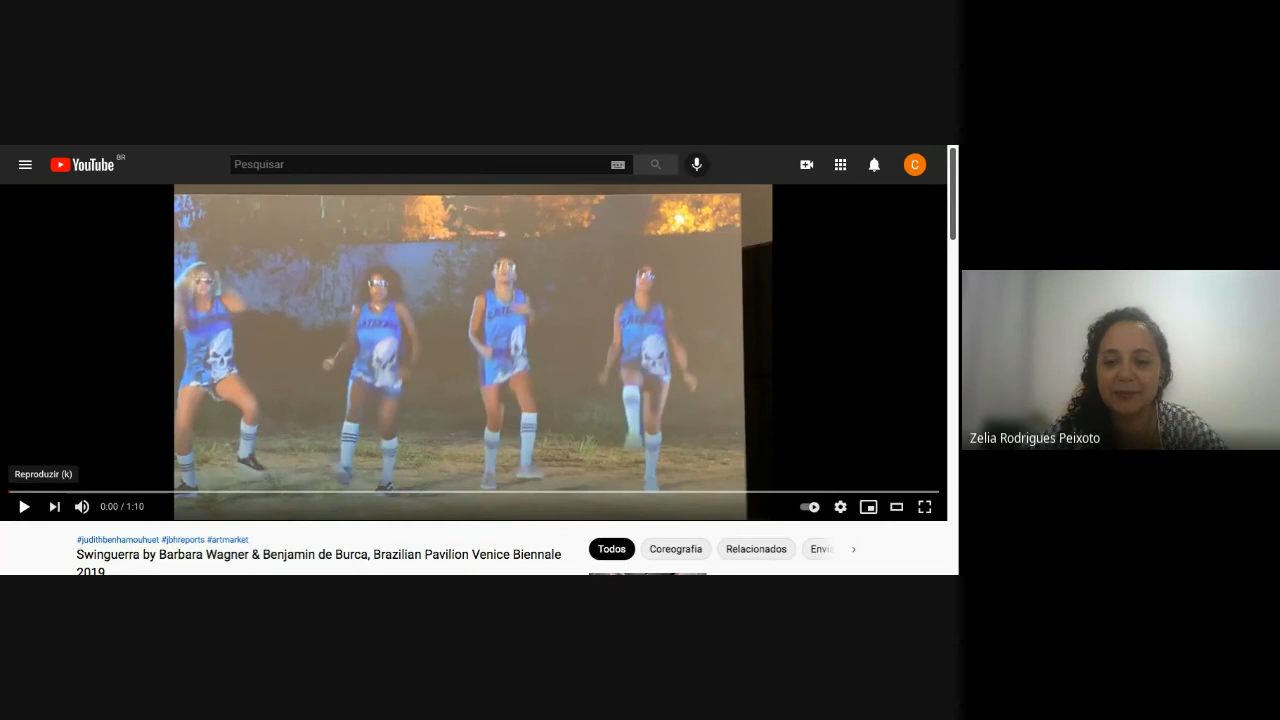 YouTube BR
Pesquisar
C
Reproduzir (k)
0:00 / 1:10
#judithbenhamouhuet #jbhreports #artmarket
Swinguerra by Barbara Wagner & Benjamin de Burca, Brazilian Pavilion Venice Biennale
2019
Todos
Coreografia
Relacionados
Envia
Zelia Rodrigues Peixoto